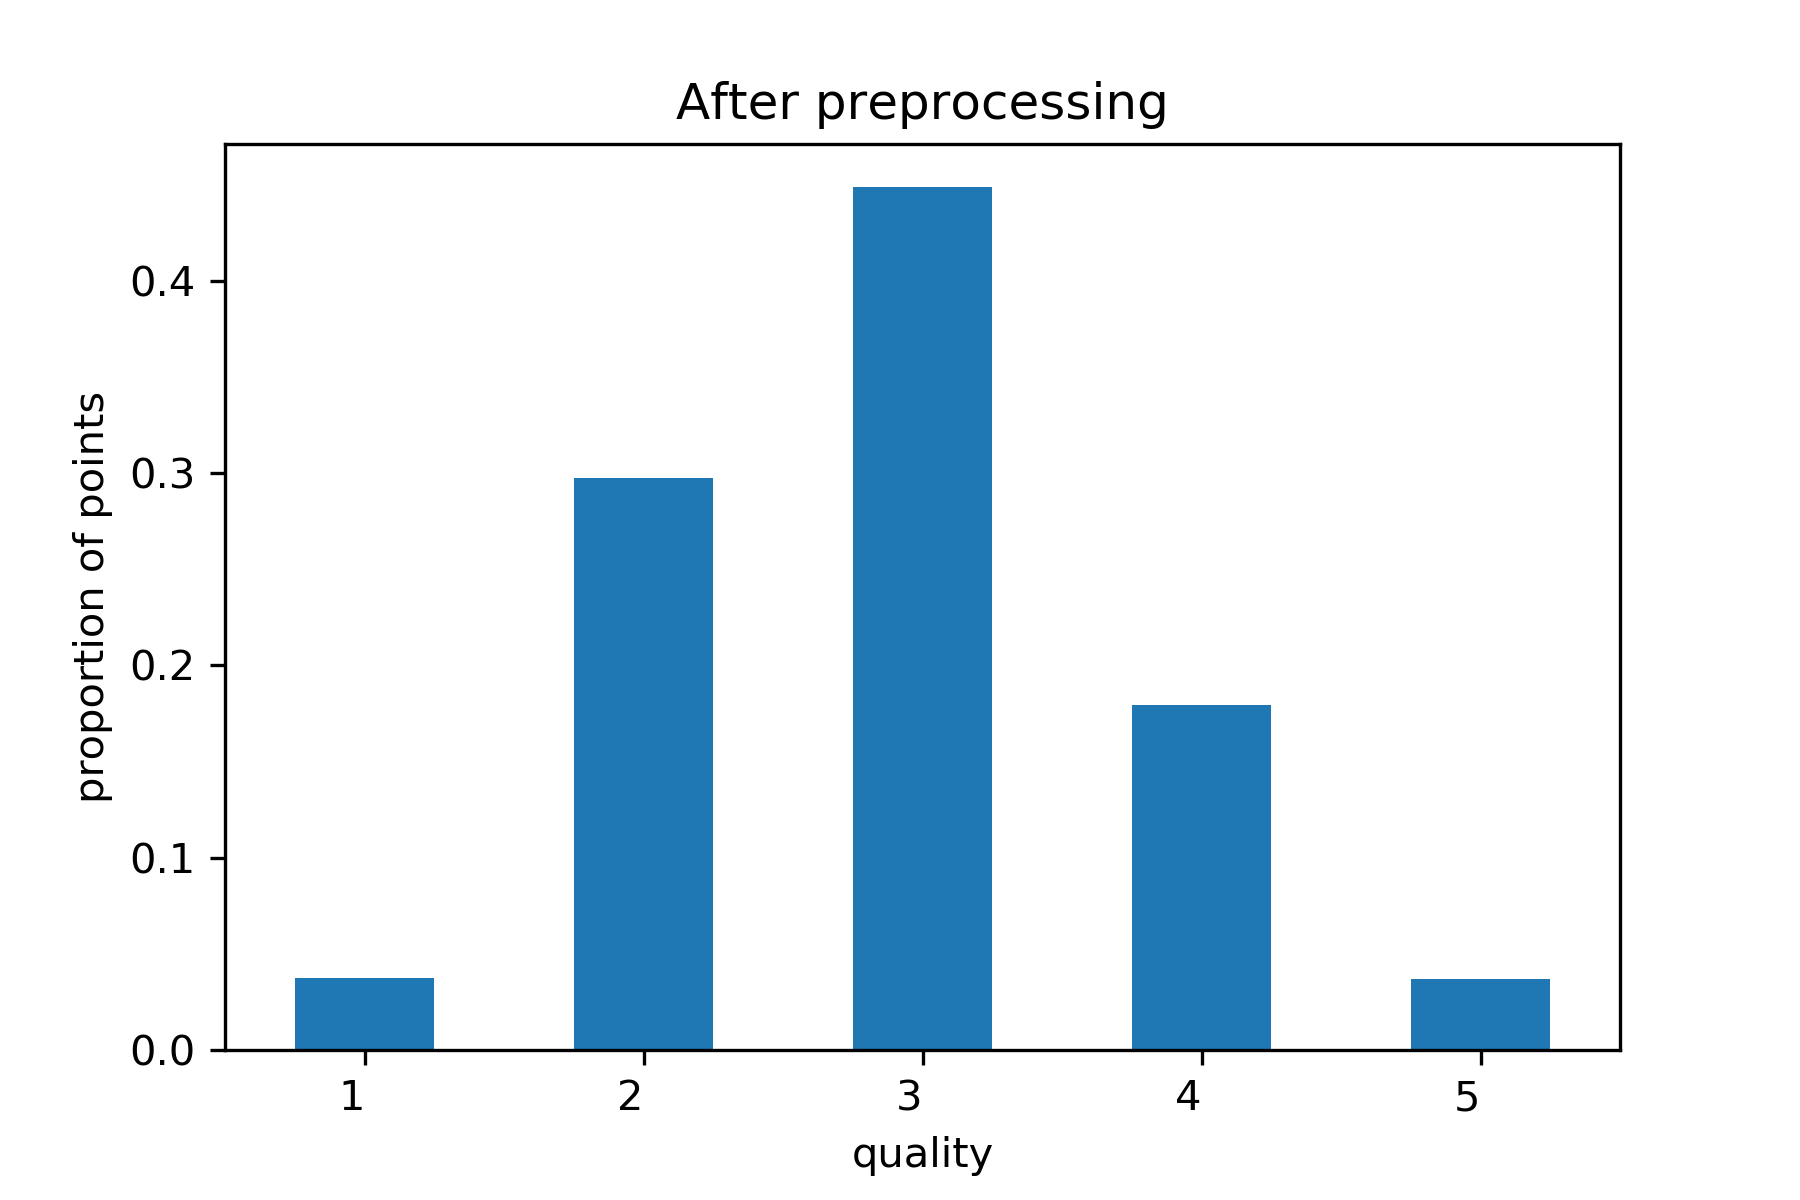 After preprocessing
0.4
0.3
0.2
0.1
0.0
proportion of points
1 2 3 4 5
quality